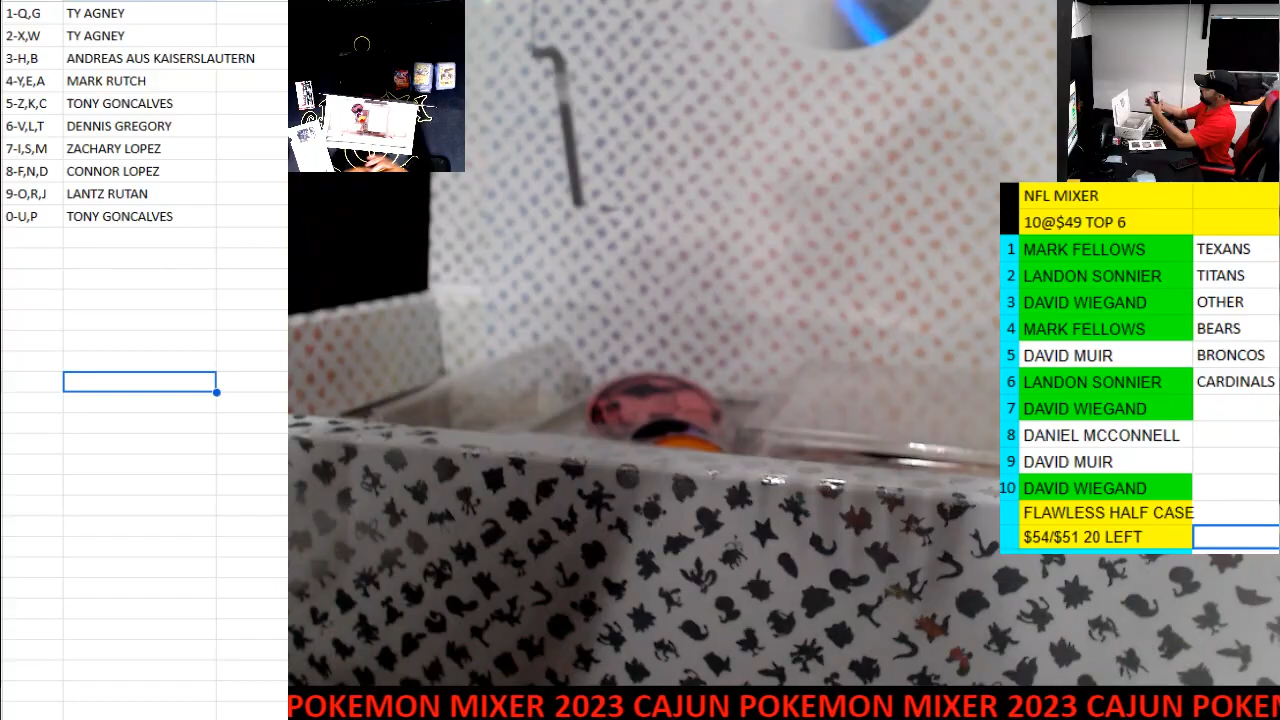 1-Q,G TY AGNEY
2-X,W TY AGNEY
3-H,B ANDREAS AUS KAISERSLAUTERN
4-Y,E,A MARK RUTCH
5-Z,K,C TONY GONCALVES
6-V,L,T DENNIS GREGORY
7-I,S,M ZACHARY LOPEZ
8-F,N,D CONNOR LOPEZ
9-O,R,J LANTZ RUTAN
0-U,P TONY GONCALVES
NFL MIXER
10@$49 TOP 6
1 MARK FELLOWS TEXANS
2 LANDON SONNIER TITANS
3 DAVID WIEGAND OTHER
4 MARK FELLOWS BEARS
5 DAVID MUIR BRONCOS
6 LANDON SONNIER CARDINALS
7 DAVID WIEGAND
8 DANIEL MCCONNELL
9 DAVID MUIR
10 DAVID WIEGAND
FLAWLESS HALF CASE
$54/$51 20 LEFT
POKEMON MIXER 2023 CAJUN POKEMON MIXER 2023 CAJUN POKE